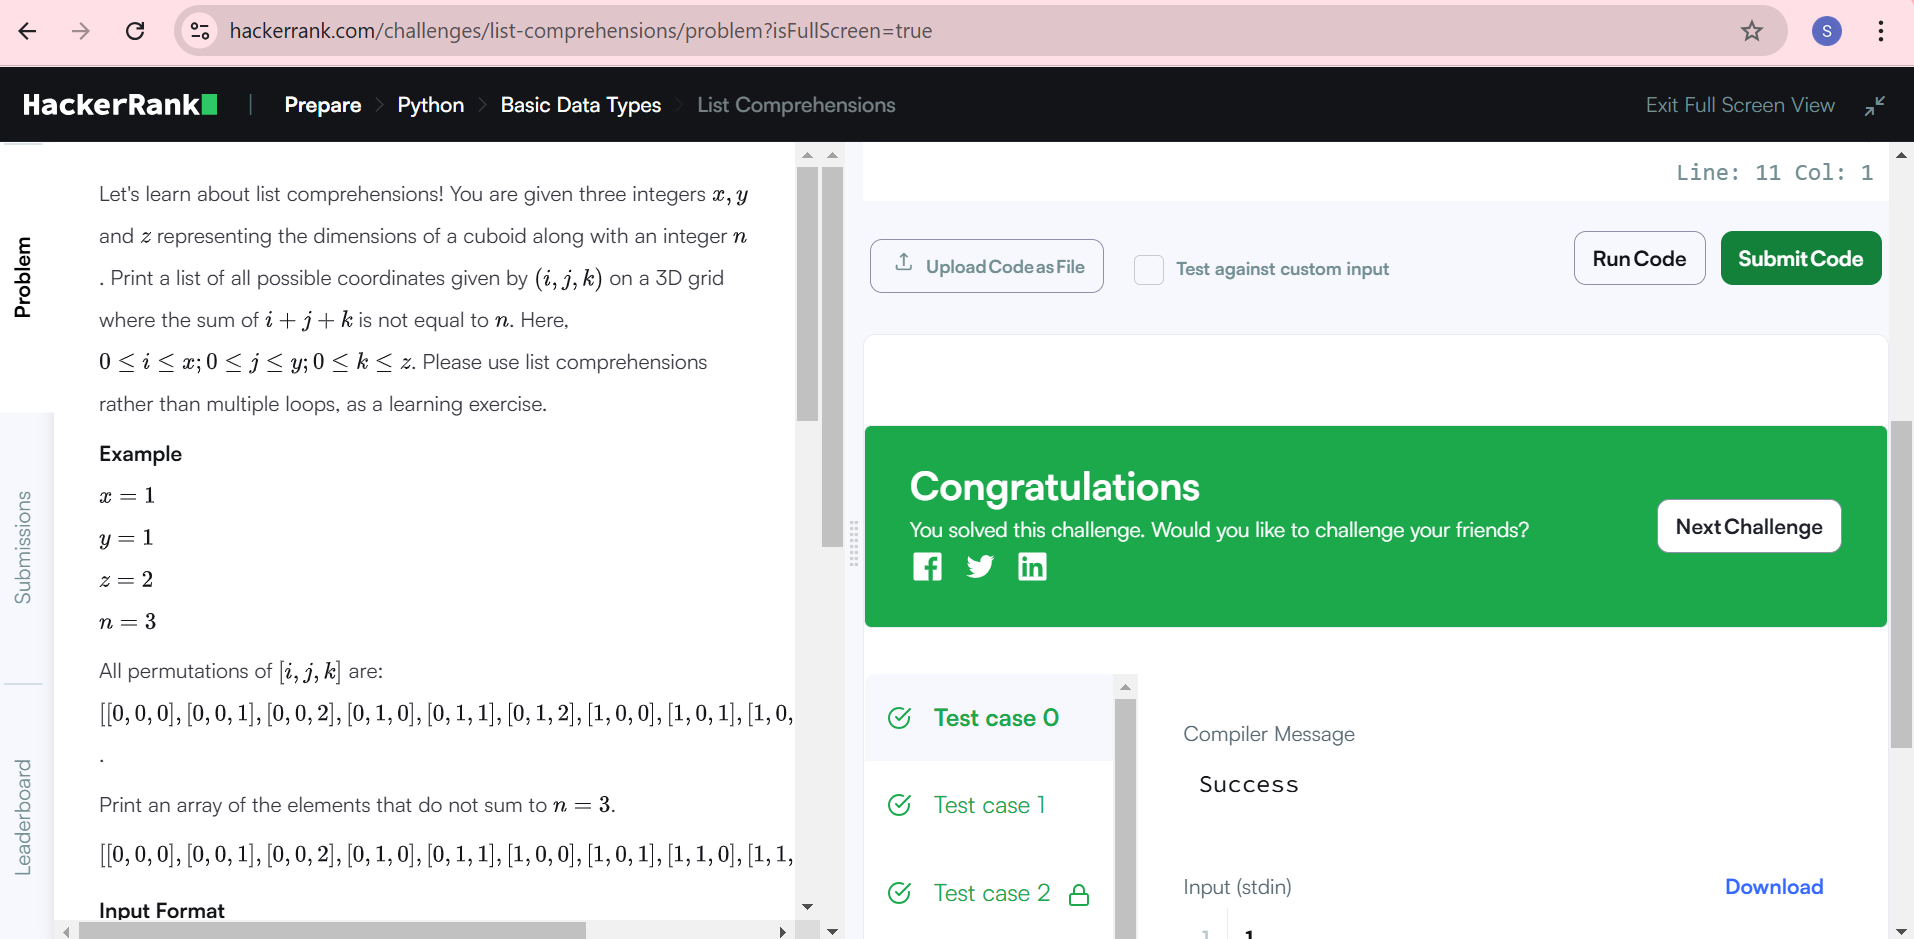 hackerrank.com/challenges/list-comprehensions/problem?isFullScreen=true
S
HackerRank | Prepare > Python > Basic Data Types > List Comprehensions
Exit Full Screen View
Problem
Submissions
Leaderboard
Let's learn about list comprehensions! You are given three integers x, y
and z representing the dimensions of a cuboid along with an integer n
. Print a list of all possible coordinates given by (i, j, k) on a 3D grid
where the sum of i + j + k is not equal to n. Here,
0 ≤ i ≤ x; 0 ≤ j ≤ y; 0 ≤ k ≤ z. Please use list comprehensions
rather than multiple loops, as a learning exercise.
Example
x = 1
y = 1
z = 2
n = 3
All permutations of [i, j, k] are:
[[0, 0, 0], [0, 0, 1], [0, 0, 2], [0, 1, 0], [0, 1, 1], [0, 1, 2], [1, 0, 0], [1, 0, 1], [1, 0,
.
Print an array of the elements that do not sum to n = 3.
[[0, 0, 0], [0, 0, 1], [0, 0, 2], [0, 1, 0], [0, 1, 1], [1, 0, 0], [1, 0, 1], [1, 1, 0], [1, 1,
Input Format
Line: 11 Col: 1
Upload Code as File
Test against custom input
Run Code
Submit Code
Congratulations
You solved this challenge. Would you like to challenge your friends?
Next Challenge
Test case 0
Test case 1
Test case 2
Compiler Message
Success
Input (stdin)
Download
1 1